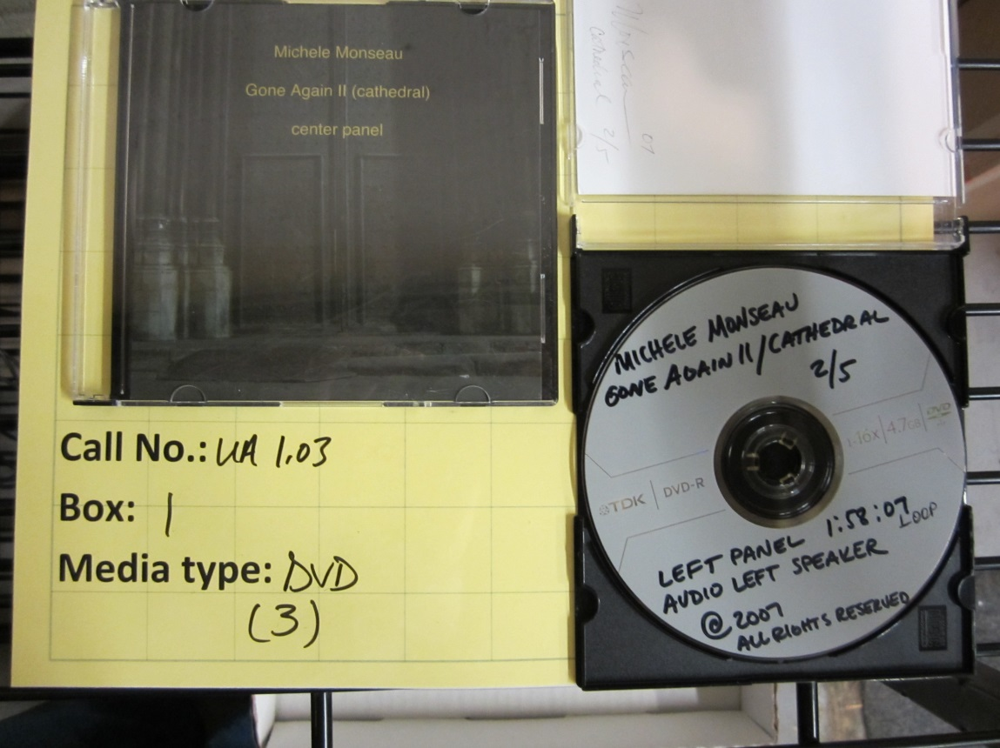 Michele Monseau
Gone Again II (cathedral)
center panel
07
Cathedral 2/5
MICHELE MONSEAU
GONE AGAIN II/CATHEDRAL
2/5
1-16x 4.7GB DVD
TDK DVD-R
1:58:07
LOOP
LEFT PANEL
AUDIO LEFT SPEAKER
© 2007
ALL RIGHTS RESERVED
Call No.: UA 1.03
Box: 1
Media type: DVD
(3)